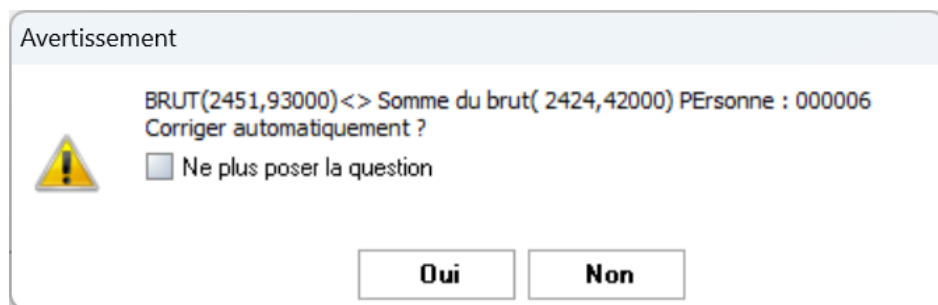 Avertissement
BRUT(2451,93000)<> Somme du brut( 2424,42000) PErsonne : 000006
Corriger automatiquement ?
Ne plus poser la question
Oui Non